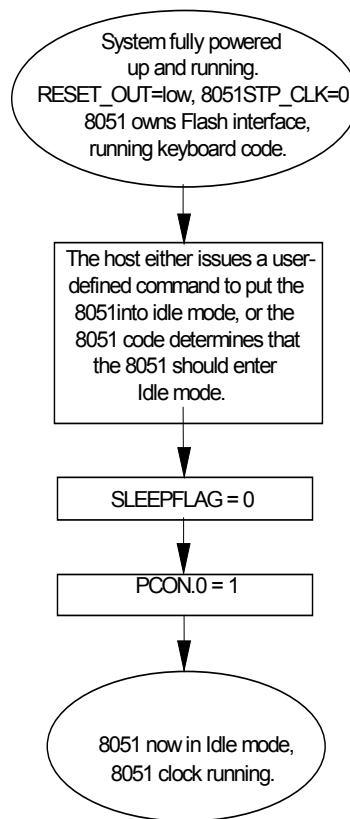 System fully powered
up and running.
RESET_OUT=low, 8051STP_CLK=0
8051 owns Flash interface,
running keyboard code.
The host either issues a user-
defined command to put the
8051into idle mode, or the
8051 code determines that
the 8051 should enter
Idle mode.
SLEEPFLAG = 0
PCON.0 = 1
8051 now in Idle mode,
8051 clock running.